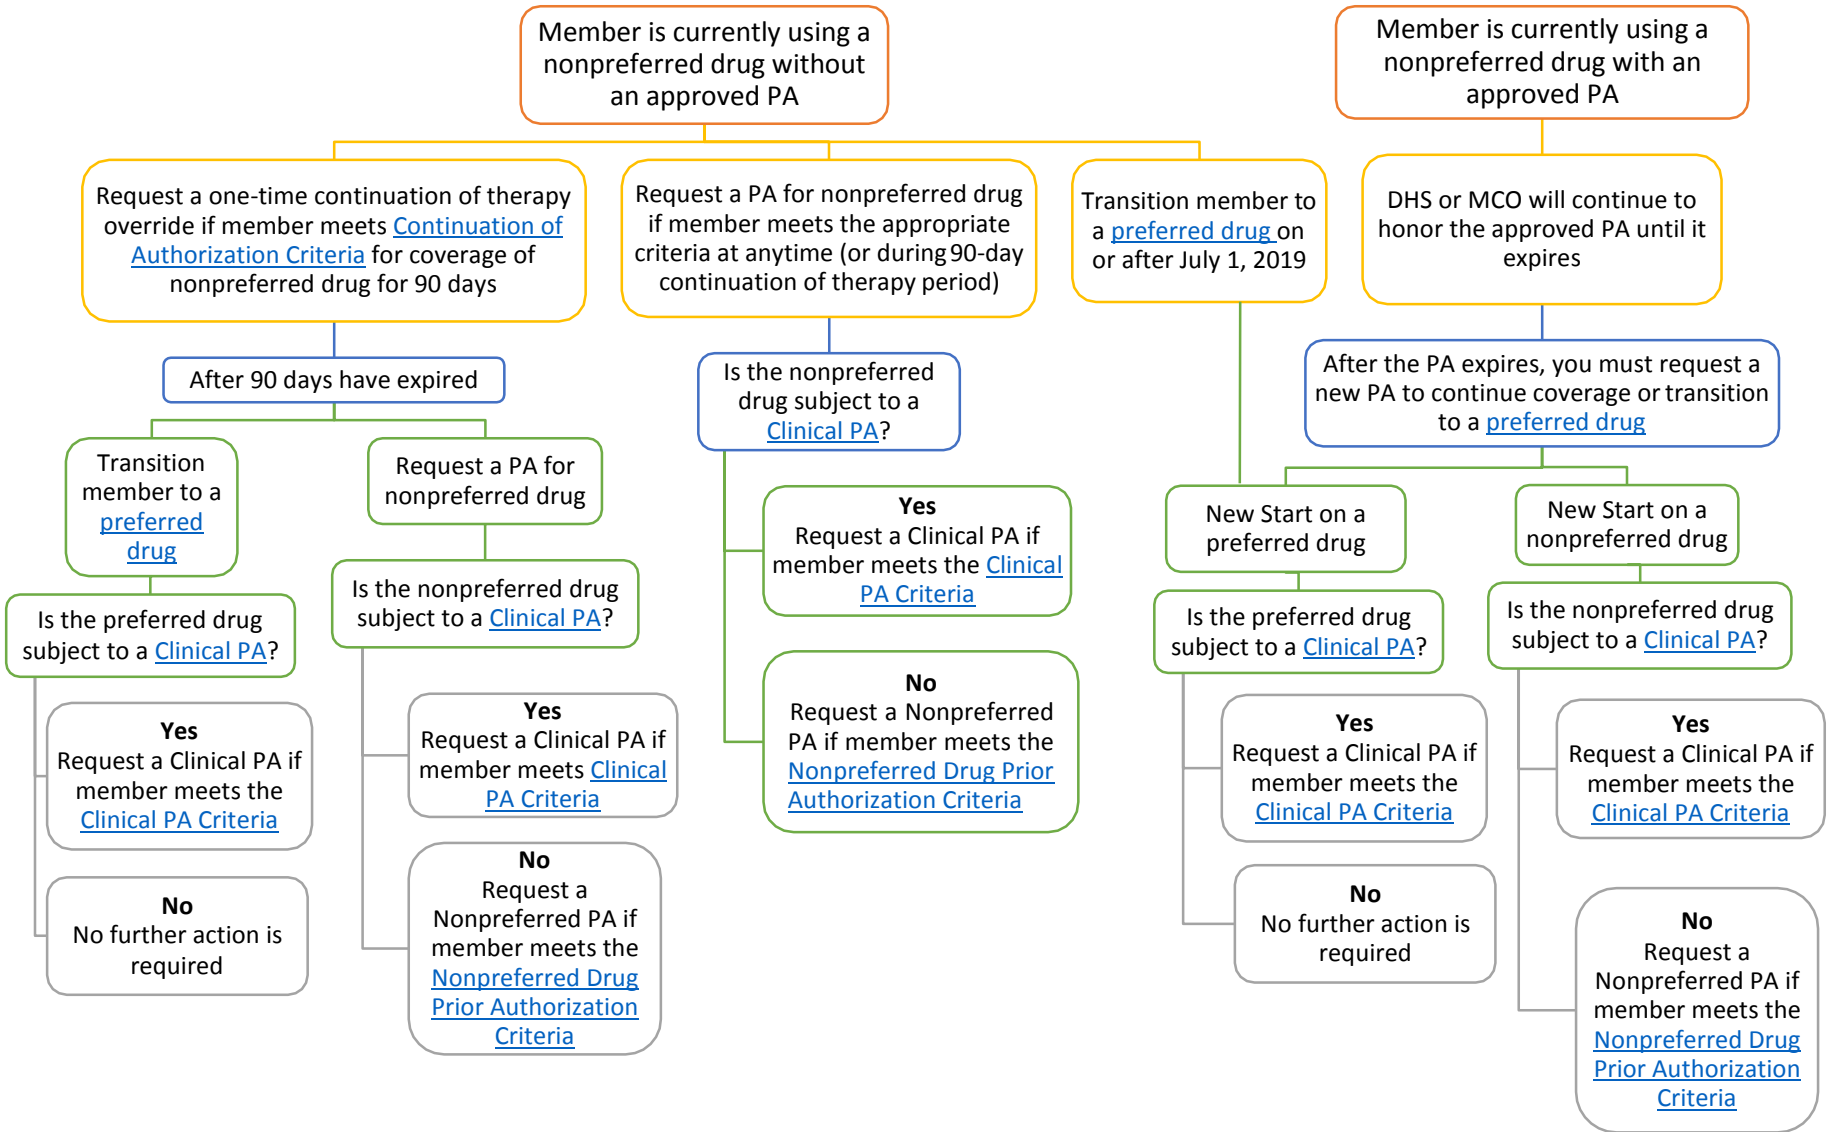 Member is currently using a
nonpreferred drug without
an approved PA
Member is currently using a
nonpreferred drug with an
approved PA
Request a one-time continuation of therapy
override if member meets Continuation of
Authorization Criteria for coverage of
nonpreferred drug for 90 days
Request a PA for nonpreferred drug
if member meets the appropriate
criteria at anytime (or during 90-day
continuation of therapy period)
Transition member to
a preferred drug on
or after July 1, 2019
DHS or MCO will continue to
honor the approved PA until it
expires
After 90 days have expired
Is the nonpreferred
drug subject to a
Clinical PA?
After the PA expires, you must request a
new PA to continue coverage or transition
to a preferred drug
Transition
member to a
preferred
drug
Request a PA for
nonpreferred drug
Yes
Request a Clinical PA if
member meets the Clinical
PA Criteria
New Start on a
preferred drug
New Start on a
nonpreferred drug
Is the preferred drug
subject to a Clinical PA?
Is the nonpreferred drug
subject to a Clinical PA?
No
Request a Nonpreferred
PA if member meets the
Nonpreferred Drug Prior
Authorization Criteria
Is the preferred drug
subject to a Clinical PA?
Is the nonpreferred drug
subject to a Clinical PA?
Yes
Request a Clinical PA if
member meets the
Clinical PA Criteria
Yes
Request a Clinical PA if
member meets Clinical
PA Criteria
Yes
Request a Clinical PA if
member meets the
Clinical PA Criteria
Yes
Request a Clinical PA if
member meets the
Clinical PA Criteria
No
No further action is
required
No
Request a
Nonpreferred PA if
member meets the
Nonpreferred Drug
Prior Authorization
Criteria
No
No further action is
required
No
Request a
Nonpreferred PA if
member meets the
Nonpreferred Drug
Prior Authorization
Criteria